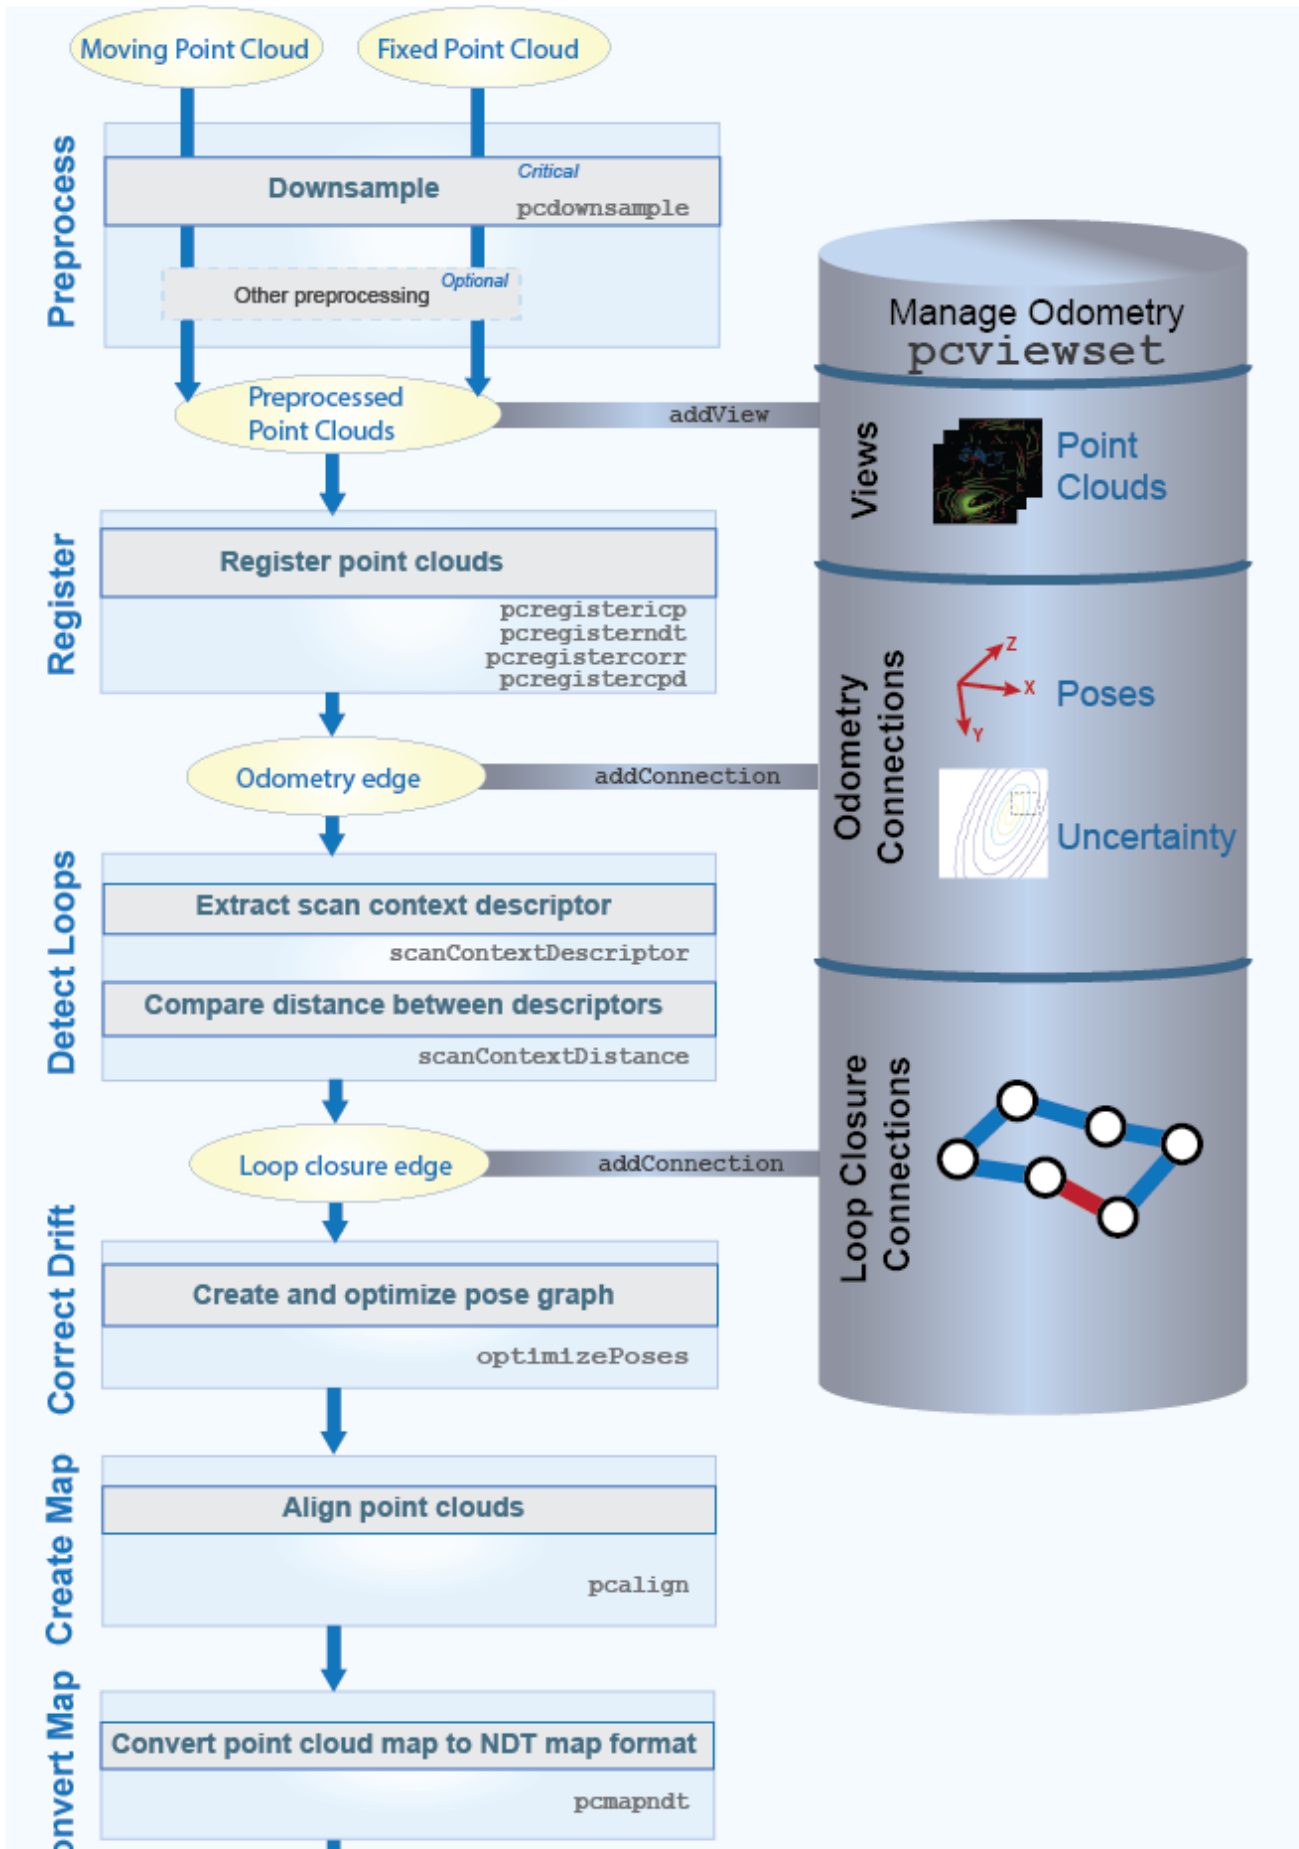 Moving Point Cloud
Fixed Point Cloud
Preprocess
Critical
Downsample
pcdownsample
Optional
Other preprocessing
Preprocessed
Point Clouds
addView
Register
Register point clouds
pcregistericp
pcregisterndt
pcregistercorr
pcregistercpd
Odometry edge
addConnection
Detect Loops
Extract scan context descriptor
scanContextDescriptor
Compare distance between descriptors
scanContextDistance
Loop closure edge
addConnection
Correct Drift
Create and optimize pose graph
optimizePoses
Create Map
Align point clouds
pcalign
onvert Map
Convert point cloud map to NDT map format
pcmapndt
Manage Odometry
pcviewset
Views
Point
Clouds
Odometry
Connections
Z
X
Y
Poses
Uncertainty
Loop Closure
Connections